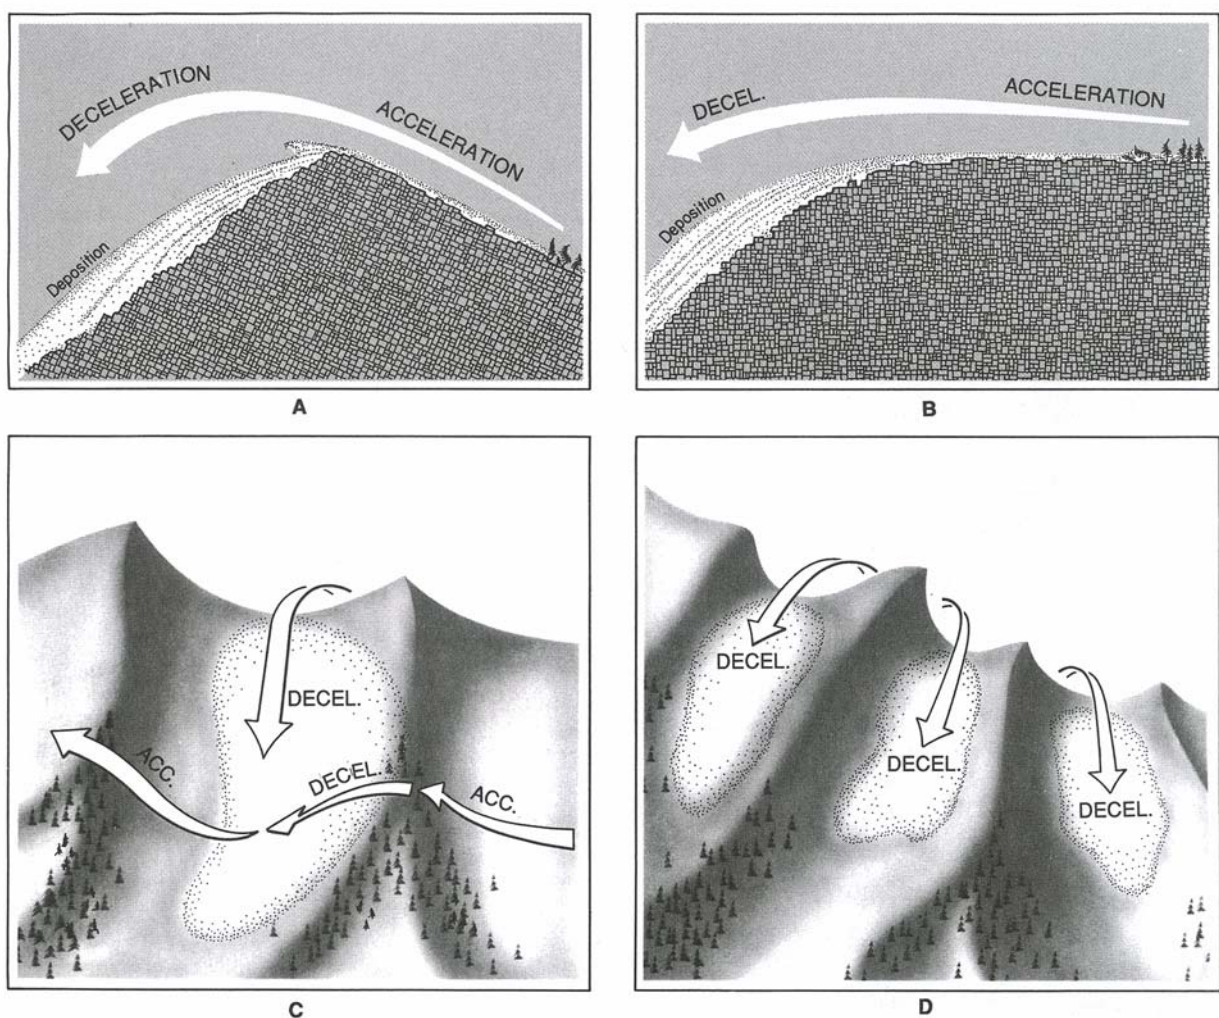 DECELERATION
ACCELERATION
Deposition
A
DECEL.
ACCELERATION
Deposition
B
DECEL.
DECEL.
ACC.
ACC.
C
DECEL.
DECEL.
DECEL.
D